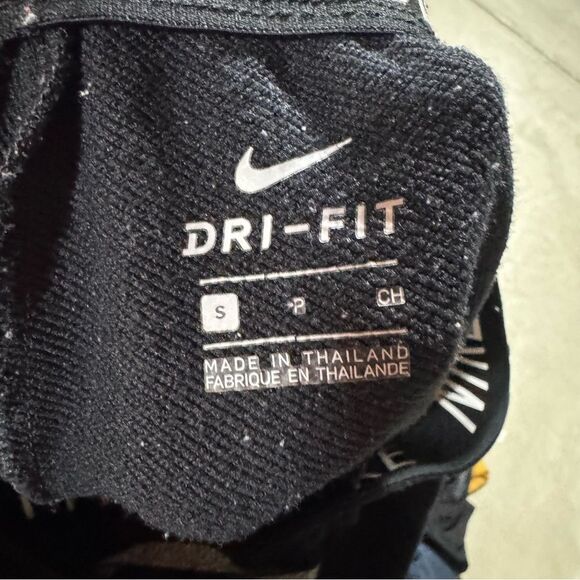 DRI-FIT
S P CH
MADE IN THAILAND
FABRIQUE EN THAILANDE